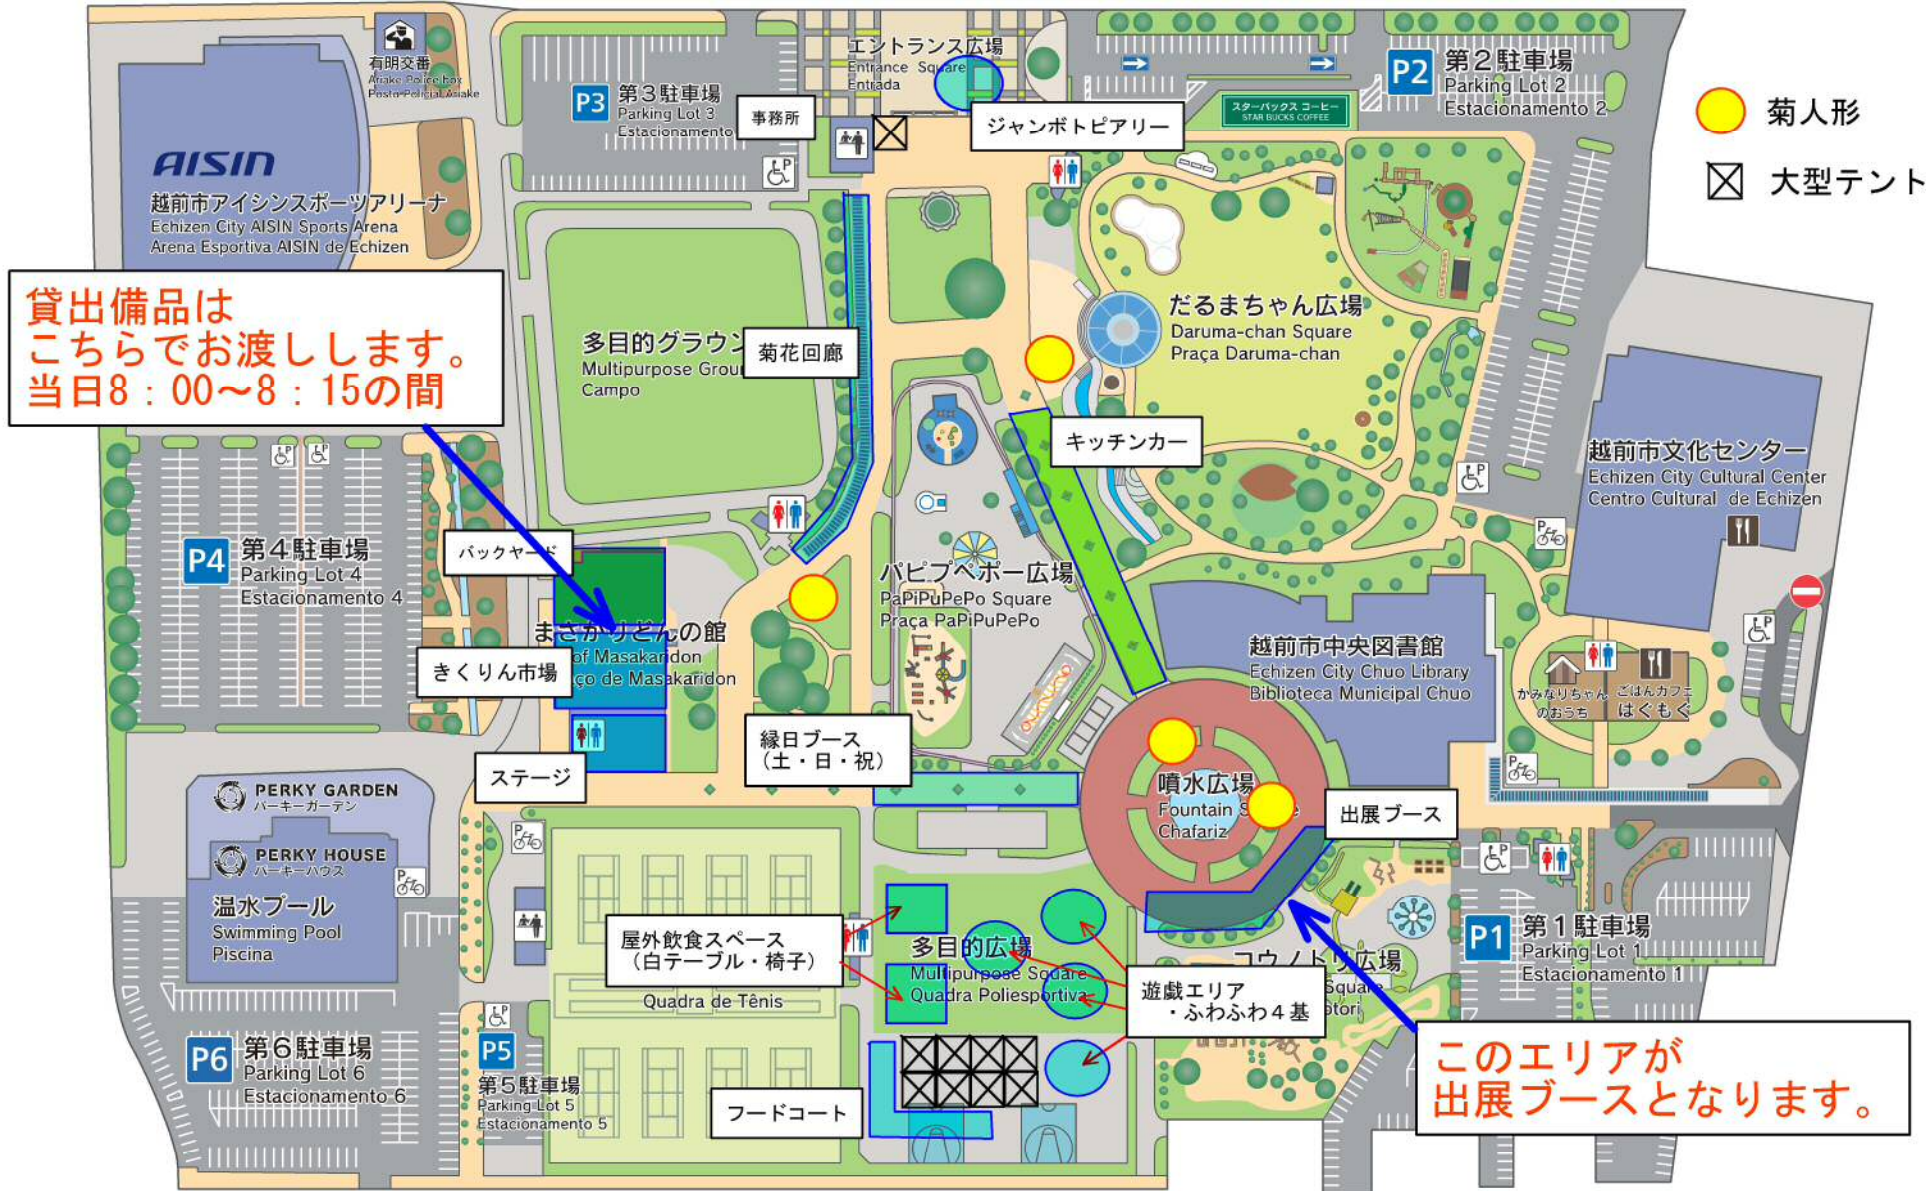 有明交番
Ariake Police box
Posto Policial Ariake
エントランス広場
Entrance Square
Entrada
P2
第2駐車場
Parking Lot 2
Estacionamento 2
菊人形
大型テント
P3
第3駐車場
Parking Lot 3
Estacionamento
事務所
ジャンボトピアリー
スターバックス コーヒー
STAR BUCKS COFFEE
AISIN
越前市アイシンスポーツアリーナ
Echizen City AISIN Sports Arena
Arena Esportiva AISIN de Echizen
貸出備品は
こちらでお渡しします。
当日8:00〜8:15の間
多目的グラウン
Multipurpose Grou
Campo
菊花回廊
だるまちゃん広場
Daruma-chan Square
Praça Daruma-chan
キッチンカー
越前市文化センター
Echizen City Cultural Center
Centro Cultural de Echizen
P4
第4駐車場
Parking Lot 4
Estacionamento 4
バックヤード
まさかりどんの館
of Masakaridon
ço de Masakaridon
きくりん市場
パピプペポー広場
PaPiPuPePo Square
Praça PaPiPuPePo
越前市中央図書館
Echizen City Chuo Library
Biblioteca Municipal Chuo
かみなりちゃん
のおうち
ごはんカフェ
はぐもぐ
ステージ
縁日ブース
(土・日・祝)
噴水広場
Fountain S e
Chafariz
出展ブース
PERKY GARDEN
パーキーガーデン
PERKY HOUSE
パーキーハウス
温水プール
Swimming Pool
Piscina
屋外飲食スペース
(白テーブル・椅子)
Quadra de Tênis
多目的広場
Multipurpose Square
Quadra Poliesportiva
コウノトリ広場
Square
otori
遊戯エリア
・ふわふわ4基
P1
第1駐車場
Parking Lot 1
Estacionamento 1
P6
第6駐車場
Parking Lot 6
Estacionamento 6
P5
第5駐車場
Parking Lot 5
Estacionamento 5
フードコート
このエリアが
出展ブースとなります。